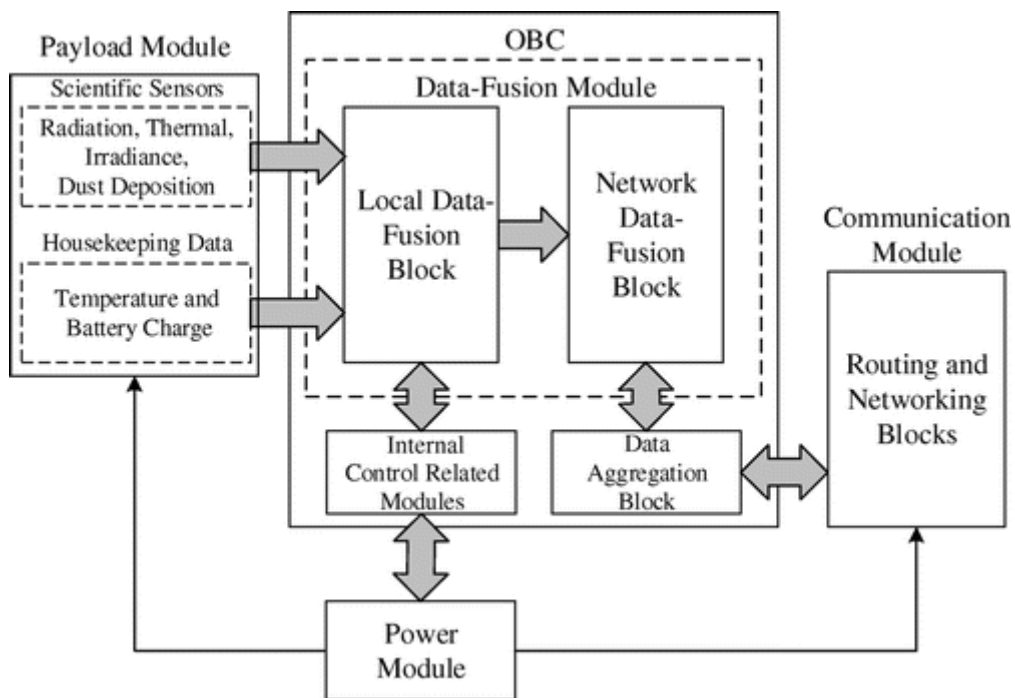 Payload Module
Scientific Sensors
Radiation, Thermal,
Irradiance,
Dust Deposition
Housekeeping Data
Temperature and
Battery Charge
OBC
Data-Fusion Module
Local Data-
Fusion
Block
Network
Data-
Fusion
Block
Internal
Control Related
Modules
Data
Aggregation
Block
Communication
Module
Routing and
Networking
Blocks
Power
Module